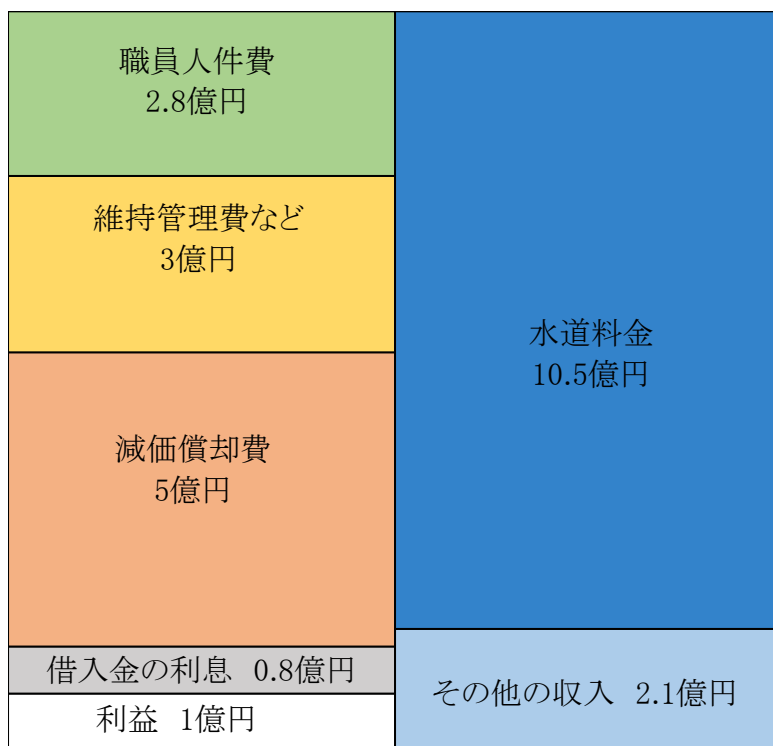 職員人件費
2.8億円
維持管理費など
3億円
減価償却費
5億円
借入金の利息 0.8億円
利益 1億円
水道料金
10.5億円
その他の収入 2.1億円